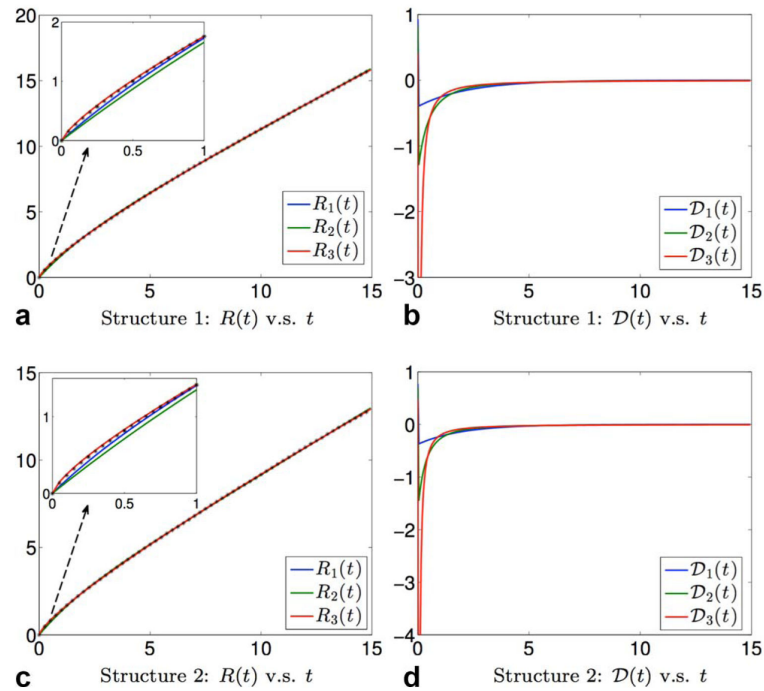 20
15
10
5
0
0
5
10
15
2
1
0
0
0.5
1
R₁(t)
R₂(t)
R₃(t)
a
Structure 1: R(t) v.s. t
1
0
−1
−2
−3
0
5
10
15
𝒟₁(t)
𝒟₂(t)
𝒟₃(t)
b
Structure 1: 𝒟(t) v.s. t
15
10
5
0
0
5
10
15
1
0
0
0.5
1
R₁(t)
R₂(t)
R₃(t)
c
Structure 2: R(t) v.s. t
1
0
−1
−2
−3
−4
0
5
10
15
𝒟₁(t)
𝒟₂(t)
𝒟₃(t)
d
Structure 2: 𝒟(t) v.s. t